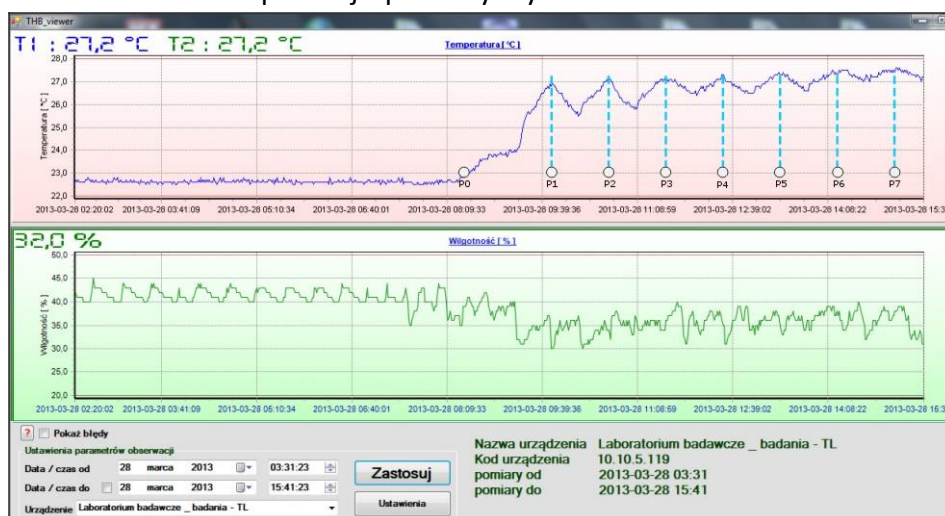 THB_viewer
T1 : 27,2 °C T2 : 27,2 °C
Temperatura [ °C ]
28,0
27,0
26,0
25,0
24,0
23,0
22,0
Temperatura [ °C ]
P0 P1 P2 P3 P4 P5 P6 P7
2013-03-28 02:20:02 2013-03-28 03:41:09 2013-03-28 05:10:34 2013-03-28 06:40:01 2013-03-28 08:09:33 2013-03-28 09:39:36 2013-03-28 11:08:59 2013-03-28 12:39:02 2013-03-28 14:08:22 2013-03-28 15:3
32,0 %
Wilgotność [ % ]
50,0
45,0
40,0
35,0
30,0
25,0
20,0
Wilgotność [ % ]
2013-03-28 02:20:02 2013-03-28 03:41:09 2013-03-28 05:10:34 2013-03-28 06:40:01 2013-03-28 08:09:33 2013-03-28 09:39:36 2013-03-28 11:08:59 2013-03-28 12:39:02 2013-03-28 14:08:22 2013-03-28 15:3
? Pokaż błędy
Ustawienia parametrów obserwacji
Data / czas od 28 marca 2013 03:31:23
Data / czas do 28 marca 2013 15:41:23
Urządzenie Laboratorium badawcze _ badania - TL
Zastosuj
Ustawienia
Nazwa urządzenia Laboratorium badawcze _ badania - TL
Kod urządzenia 10.10.5.119
pomiary od 2013-03-28 03:31
pomiary do 2013-03-28 15:41